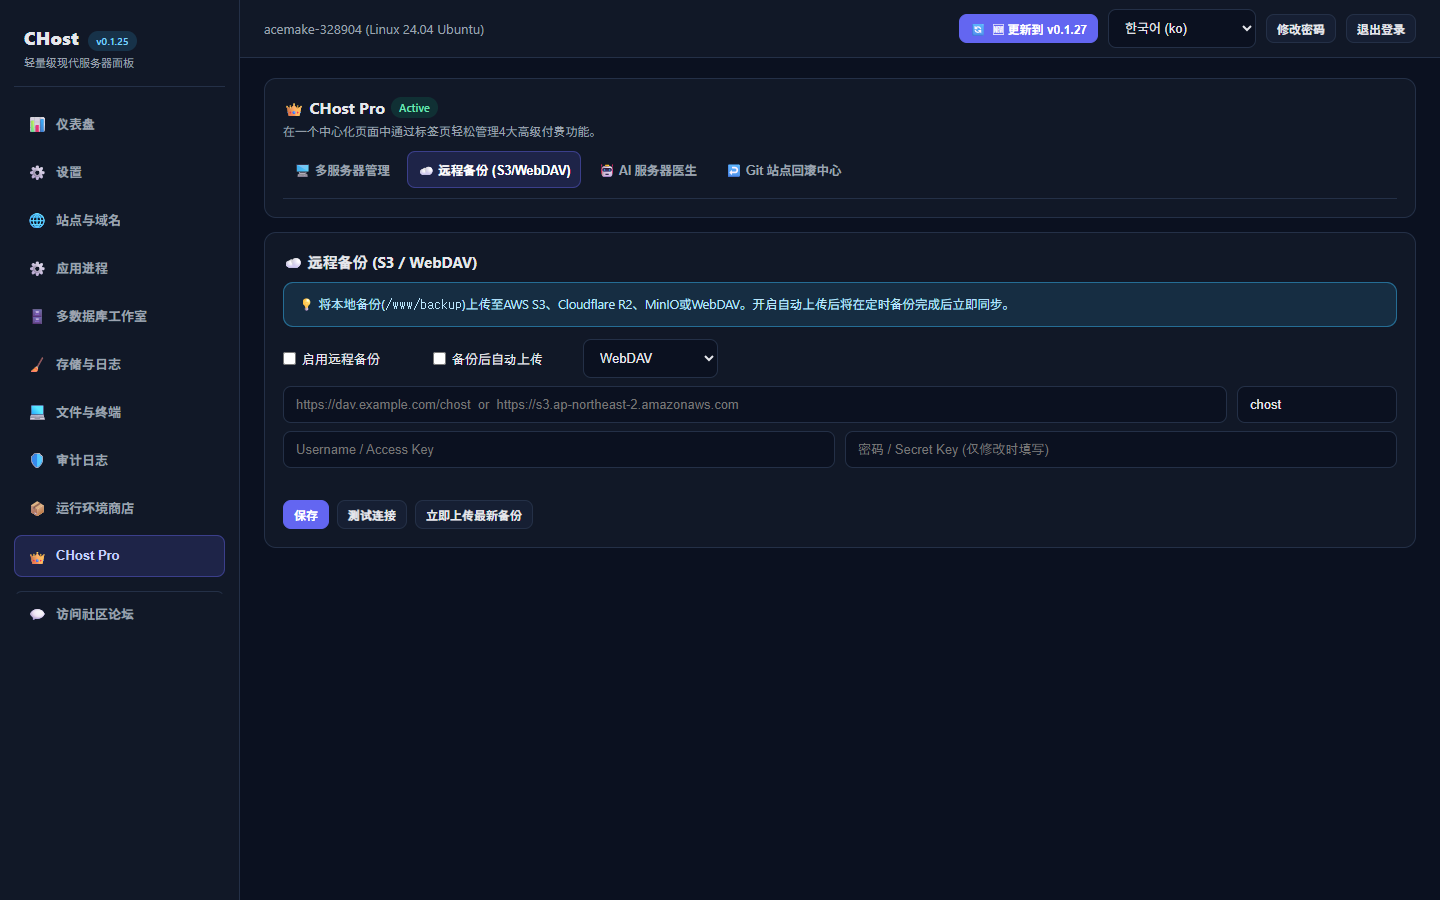 CHost v0.1.25
轻量级现代服务器面板
仪表盘
设置
站点与域名
应用进程
多数据库工作室
存储与日志
文件与终端
审计日志
运行环境商店
CHost Pro
访问社区论坛
acemake-328904 (Linux 24.04 Ubuntu)
🆕 更新到 v0.1.27
한국어 (ko)
修改密码
退出登录
CHost Pro Active
在一个中心化页面中通过标签页轻松管理4大高级付费功能。
多服务器管理
远程备份 (S3/WebDAV)
AI 服务器医生
Git 站点回滚中心
远程备份 (S3 / WebDAV)
将本地备份(/www/backup)上传至AWS S3、Cloudflare R2、MinIO或WebDAV。开启自动上传后将在定时备份完成后立即同步。
启用远程备份
备份后自动上传
WebDAV
https://dav.example.com/chost or https://s3.ap-northeast-2.amazonaws.com
chost
Username / Access Key
密码 / Secret Key (仅修改时填写)
保存
测试连接
立即上传最新备份